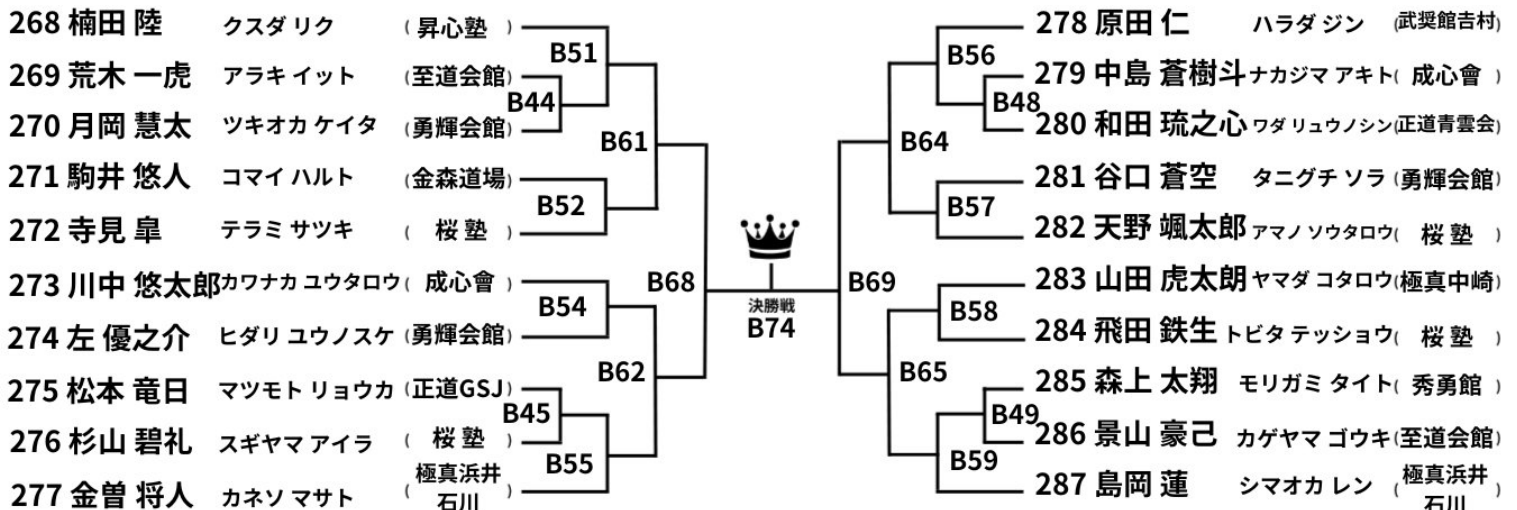 268 楠田 陸 クスダ リク (昇心塾)
B51
269 荒木 一虎 アラキ イット (至道会館)
B44
270 月岡 慧太 ツキオカ ケイタ (勇輝会館)
B61
271 駒井 悠人 コマイ ハルト (金森道場)
B52
272 寺見 皐 テラミ サツキ (桜 塾)
B68
273 川中 悠太郎 カワナカ ユウタロウ (成心會)
B54
274 左 優之介 ヒダリ ユウノスケ (勇輝会館)
B62
275 松本 竜日 マツモト リョウカ (正道GSJ)
B45
276 杉山 碧礼 スギヤマ アイラ (桜 塾)
B55
277 金曽 将人 カネソ マサト (極真浜井
石川)
決勝戦
B74
278 原田 仁 ハラダ ジン (武奨館吉村)
B56
279 中島 蒼樹斗 ナカジマ アキト (成心會)
B48
280 和田 琉之心 ワダ リュウノシン (正道青雲会)
B64
281 谷口 蒼空 タニグチ ソラ (勇輝会館)
B57
282 天野 颯太郎 アマノ ソウタロウ (桜 塾)
B69
283 山田 虎太朗 ヤマダ コタロウ (極真中崎)
B58
284 飛田 鉄生 トビタ テッショウ (桜 塾)
B65
285 森上 太翔 モリガミ タイト (秀勇館)
B49
286 景山 豪己 カゲヤマ ゴウキ (至道会館)
B59
287 島岡 蓮 シマオカ レン (極真浜井
石川)